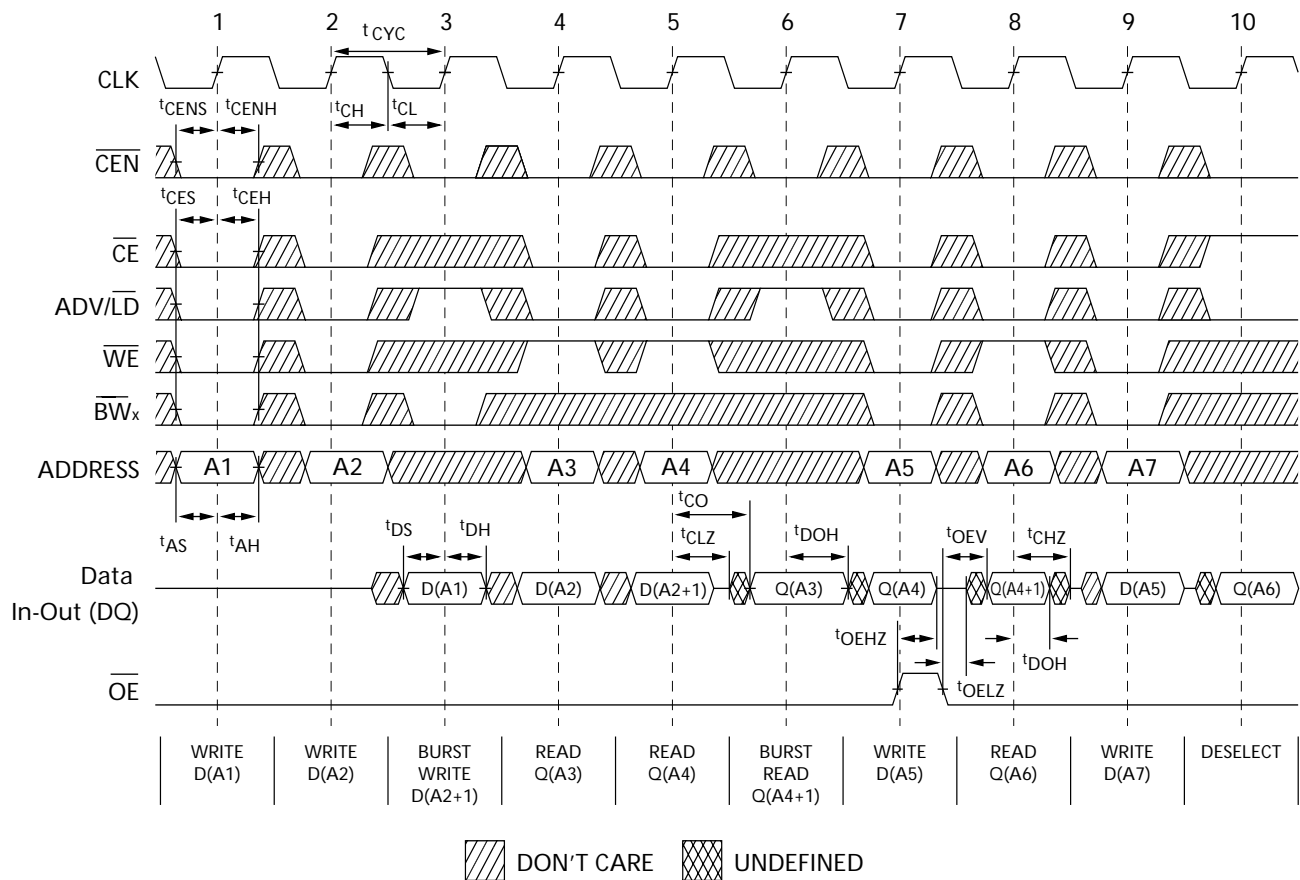 1 2 3 4 5 6 7 8 9 10
tCYC
CLK
tCENS tCENH tCH tCL
CEN
tCES tCEH
CE
ADV/LD
WE
BWx
ADDRESS A1 A2 A3 A4 A5 A6 A7
tCO
tAS tAH tDS tDH tCLZ tDOH tOEV tCHZ
Data
In-Out (DQ)
D(A1) D(A2) D(A2+1) Q(A3) Q(A4) Q(A4+1) D(A5) Q(A6)
tOEHZ tDOH
tOELZ
OE
WRITE
D(A1)
WRITE
D(A2)
BURST
WRITE
D(A2+1)
READ
Q(A3)
READ
Q(A4)
BURST
READ
Q(A4+1)
WRITE
D(A5)
READ
Q(A6)
WRITE
D(A7)
DESELECT
DON'T CARE UNDEFINED